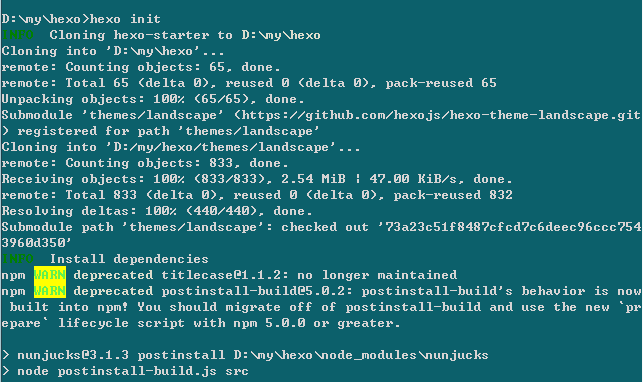 D:\my\hexo>hexo init
INFO  Cloning hexo-starter to D:\my\hexo
Cloning into 'D:\my\hexo'...
remote: Counting objects: 65, done.
remote: Total 65 (delta 0), reused 0 (delta 0), pack-reused 65
Unpacking objects: 100% (65/65), done.
Submodule 'themes/landscape' (https://github.com/hexojs/hexo-theme-landscape.git
) registered for path 'themes/landscape'
Cloning into 'D:/my/hexo/themes/landscape'...
remote: Counting objects: 833, done.
Receiving objects: 100% (833/833), 2.54 MiB | 47.00 KiB/s, done.
remote: Total 833 (delta 0), reused 0 (delta 0), pack-reused 832
Resolving deltas: 100% (440/440), done.
Submodule path 'themes/landscape': checked out '73a23c51f8487cfcd7c6deec96ccc754
3960d350'
INFO  Install dependencies
npm WARN deprecated titlecase@1.1.2: no longer maintained
npm WARN deprecated postinstall-build@5.0.2: postinstall-build's behavior is now
 built into npm! You should migrate off of postinstall-build and use the new `pr
epare` lifecycle script with npm 5.0.0 or greater.
> nunjucks@3.1.3 postinstall D:\my\hexo\node_modules\nunjucks
> node postinstall-build.js src